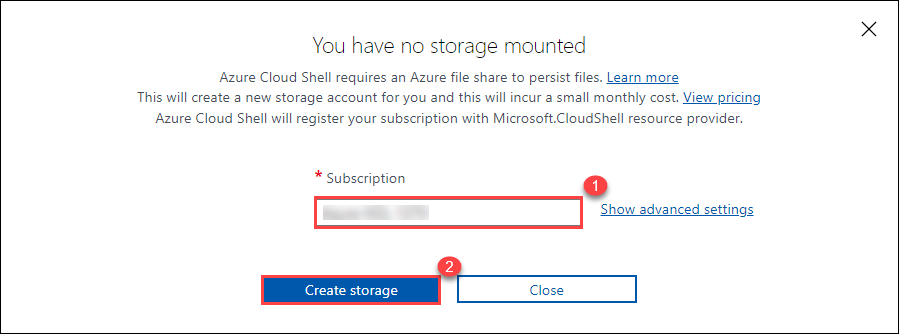 You have no storage mounted
Azure Cloud Shell requires an Azure file share to persist files. Learn more
This will create a new storage account for you and this will incur a small monthly cost. View pricing
Azure Cloud Shell will register your subscription with Microsoft.CloudShell resource provider.
* Subscription
1
Show advanced settings
2
Create storage
Close